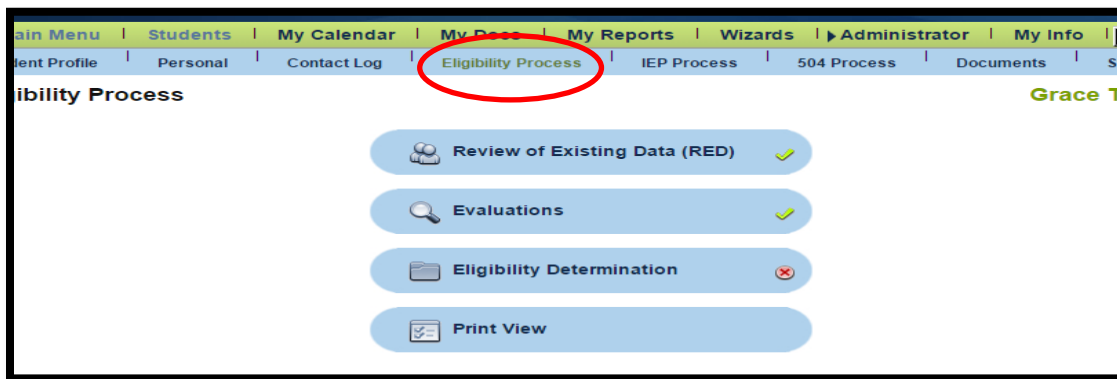 ain Menu | Students | My Calendar | My Docs | My Reports | Wizards | Administrator | My Info |
dent Profile | Personal | Contact Log | Eligibility Process | IEP Process | 504 Process | Documents | S
ibility Process Grace T
Review of Existing Data (RED)
Evaluations
Eligibility Determination
Print View